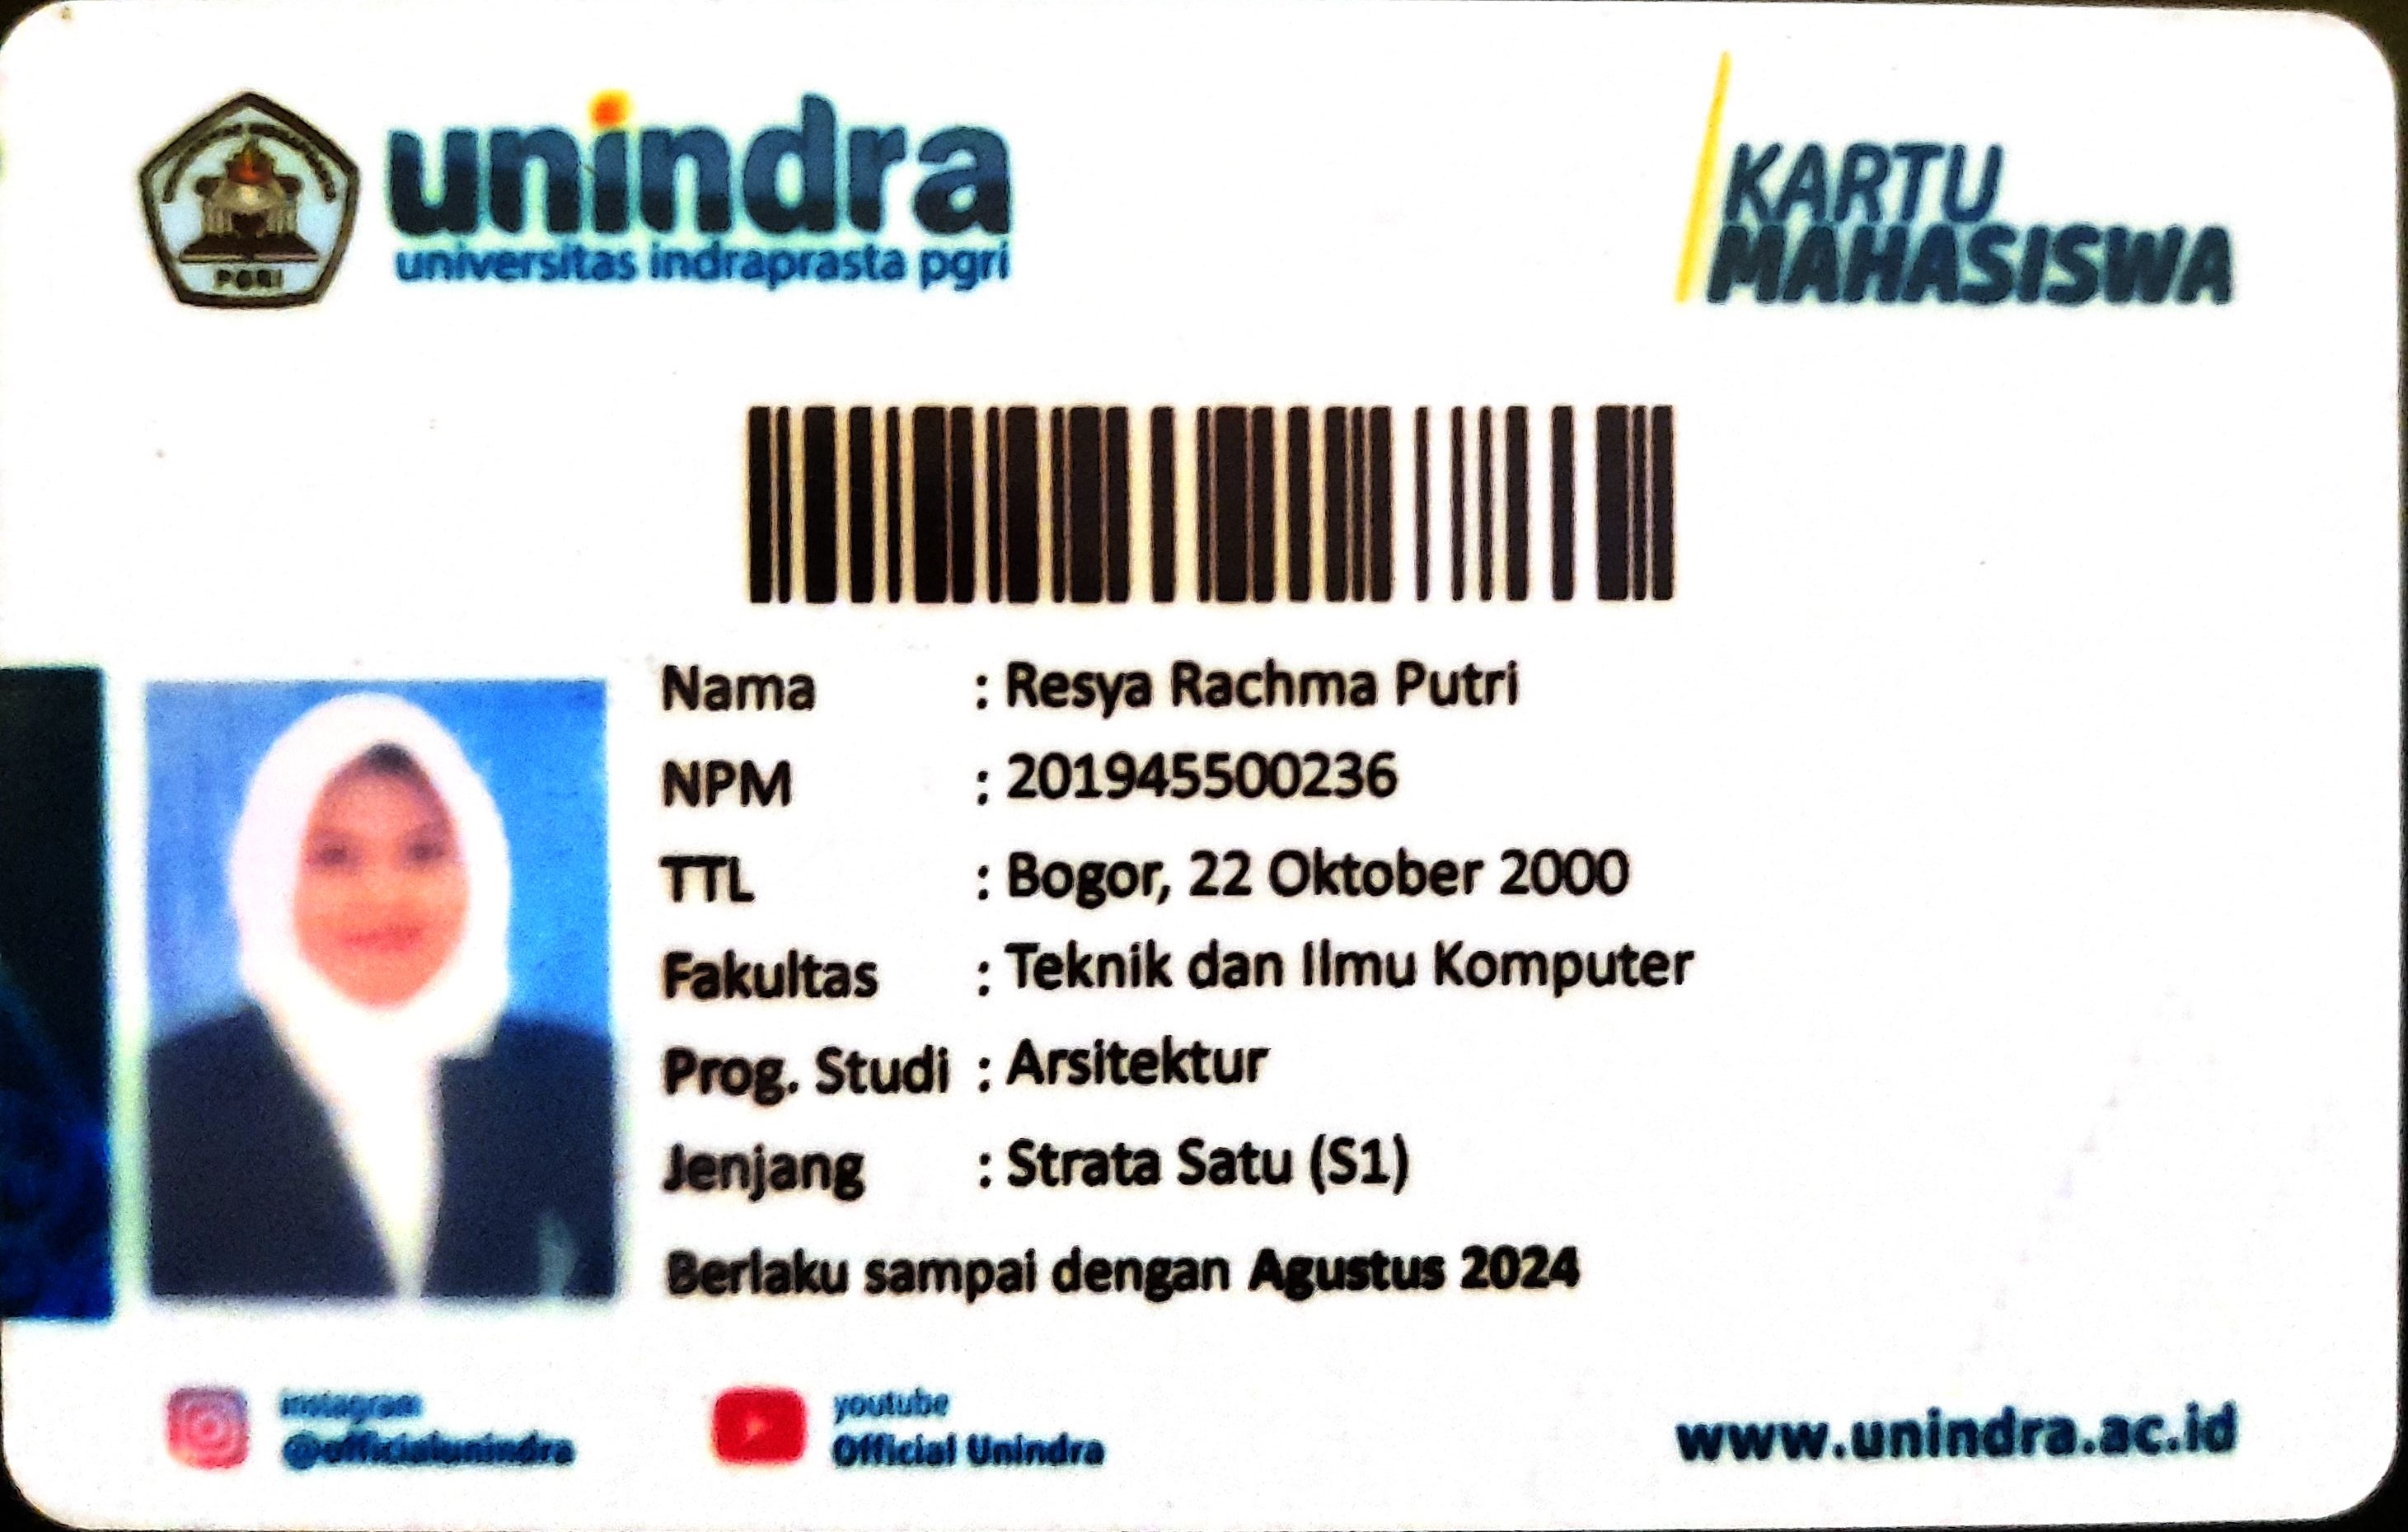 unindra
universitas indraprasta pgri
PGRI
KARTU
MAHASISWA
Nama : Resya Rachma Putri
NPM : 201945500236
TTL : Bogor, 22 Oktober 2000
Fakultas : Teknik dan Ilmu Komputer
Prog. Studi : Arsitektur
Jenjang : Strata Satu (S1)
Berlaku sampai dengan Agustus 2024
instagram
@officialunindra
youtube
Official Unindra
www.unindra.ac.id